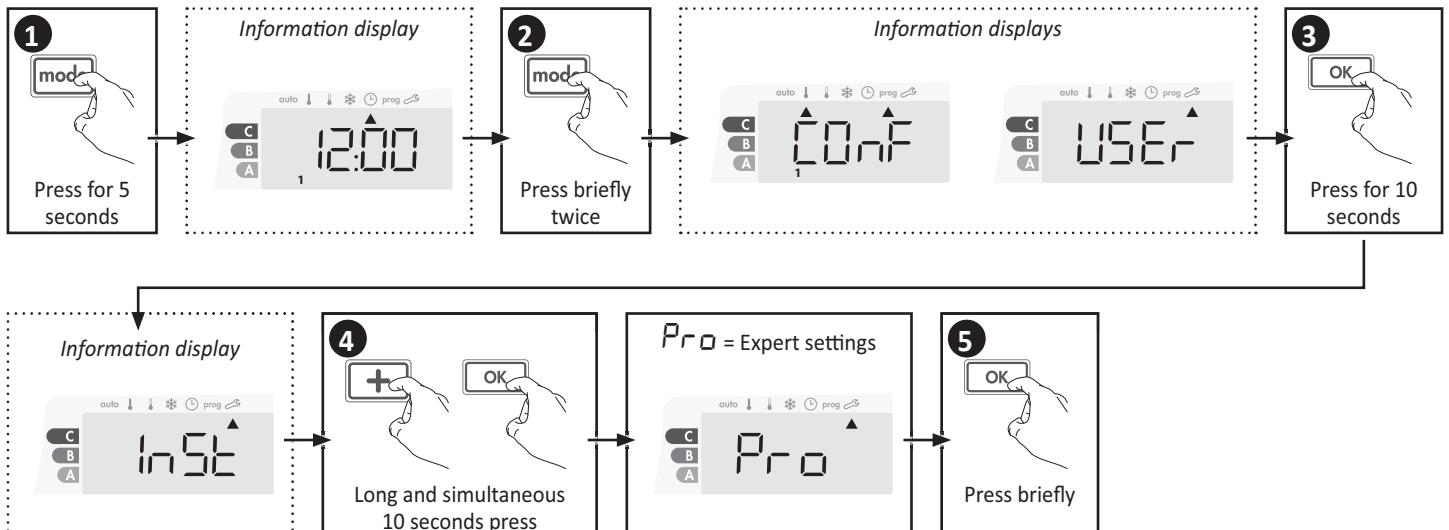 1
mode
Press for 5
seconds
Information display
auto prog
C
B
A
12:00
1
2
mode
Press briefly
twice
Information displays
auto prog
C
B
A
COnF
1
auto prog
C
B
A
USEr
3
OK
Press for 10
seconds
Information display
auto prog
C
B
A
InSt
4
+ OK
Long and simultaneous
10 seconds press
Pro = Expert settings
auto prog
C
B
A
Pro
5
OK
Press briefly